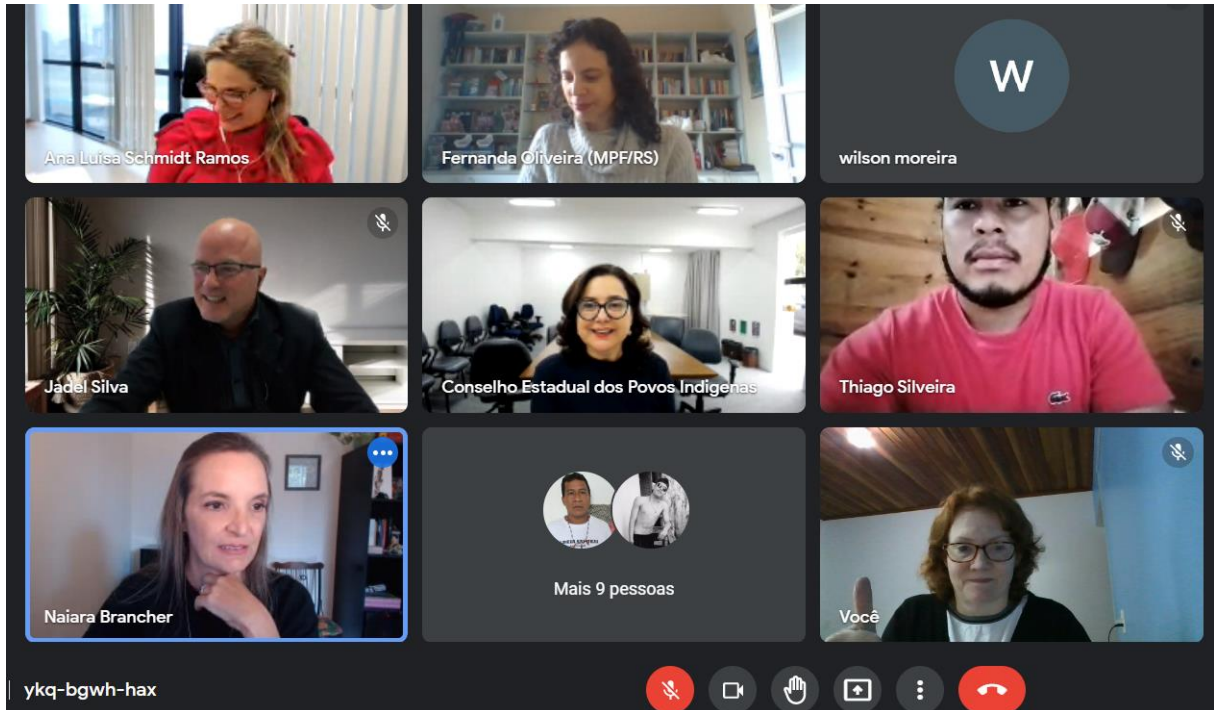 Ana Luísa Schmidt Ramos
Fernanda Oliveira (MPF/RS)
W
wilson moreira
Jadel Silva
Conselho Estadual dos Povos Indigenas
Thiago Silveira
Naiara Brancher
Mais 9 pessoas
Você
ykq-bgwh-hax